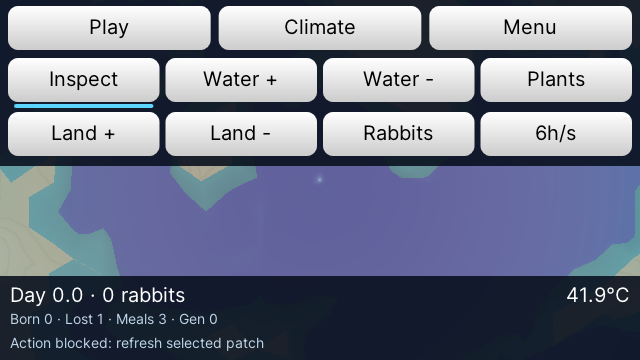 Play Climate Menu
Inspect Water + Water - Plants
Land + Land - Rabbits 6h/s
Day 0.0 · 0 rabbits 41.9°C
Born 0 · Lost 1 · Meals 3 · Gen 0
Action blocked: refresh selected patch